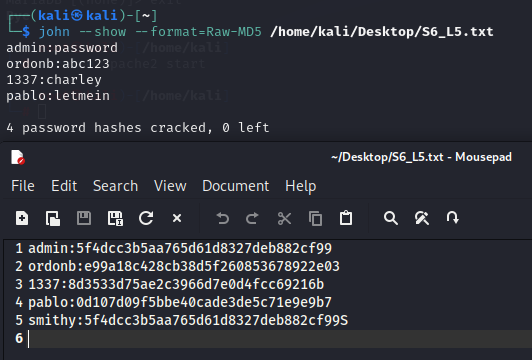 (kali㉿kali)-[~]
$ john --show --format=Raw-MD5 /home/kali/Desktop/S6_L5.txt
admin:password
ordonb:abc123
1337:charley
pablo:letmein
4 password hashes cracked, 0 left
~/Desktop/S6_L5.txt - Mousepad
File Edit Search View Document Help
1 admin:5f4dcc3b5aa765d61d8327deb882cf99
2 ordonb:e99a18c428cb38d5f260853678922e03
3 1337:8d3533d75ae2c3966d7e0d4fcc69216b
4 pablo:0d107d09f5bbe40cade3de5c71e9e9b7
5 smithy:5f4dcc3b5aa765d61d8327deb882cf99S
6